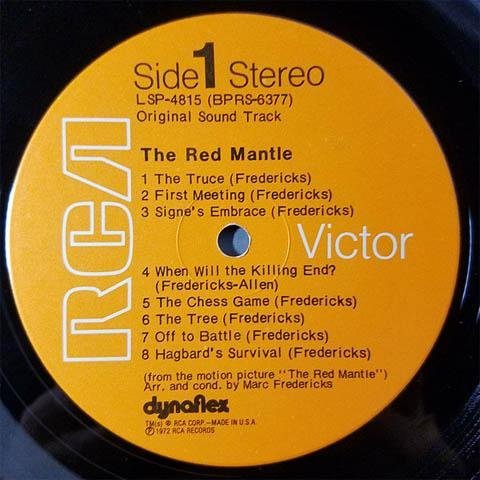 RCA
Side 1 Stereo
LSP-4815 (BPRS-6377)
Original Sound Track
The Red Mantle
1 The Truce (Fredericks)
2 First Meeting (Fredericks)
3 Signe's Embrace (Fredericks)
Victor
4 When Will the Killing End?
(Fredericks-Allen)
5 The Chess Game (Fredericks)
6 The Tree (Fredericks)
7 Off to Battle (Fredericks)
8 Hagbard's Survival (Fredericks)
(from the motion picture "The Red Mantle")
Arr. and cond. by Marc Fredericks
dynaflex
TM(s) ® RCA CORP.—MADE IN U.S.A.
℗1972 RCA RECORDS